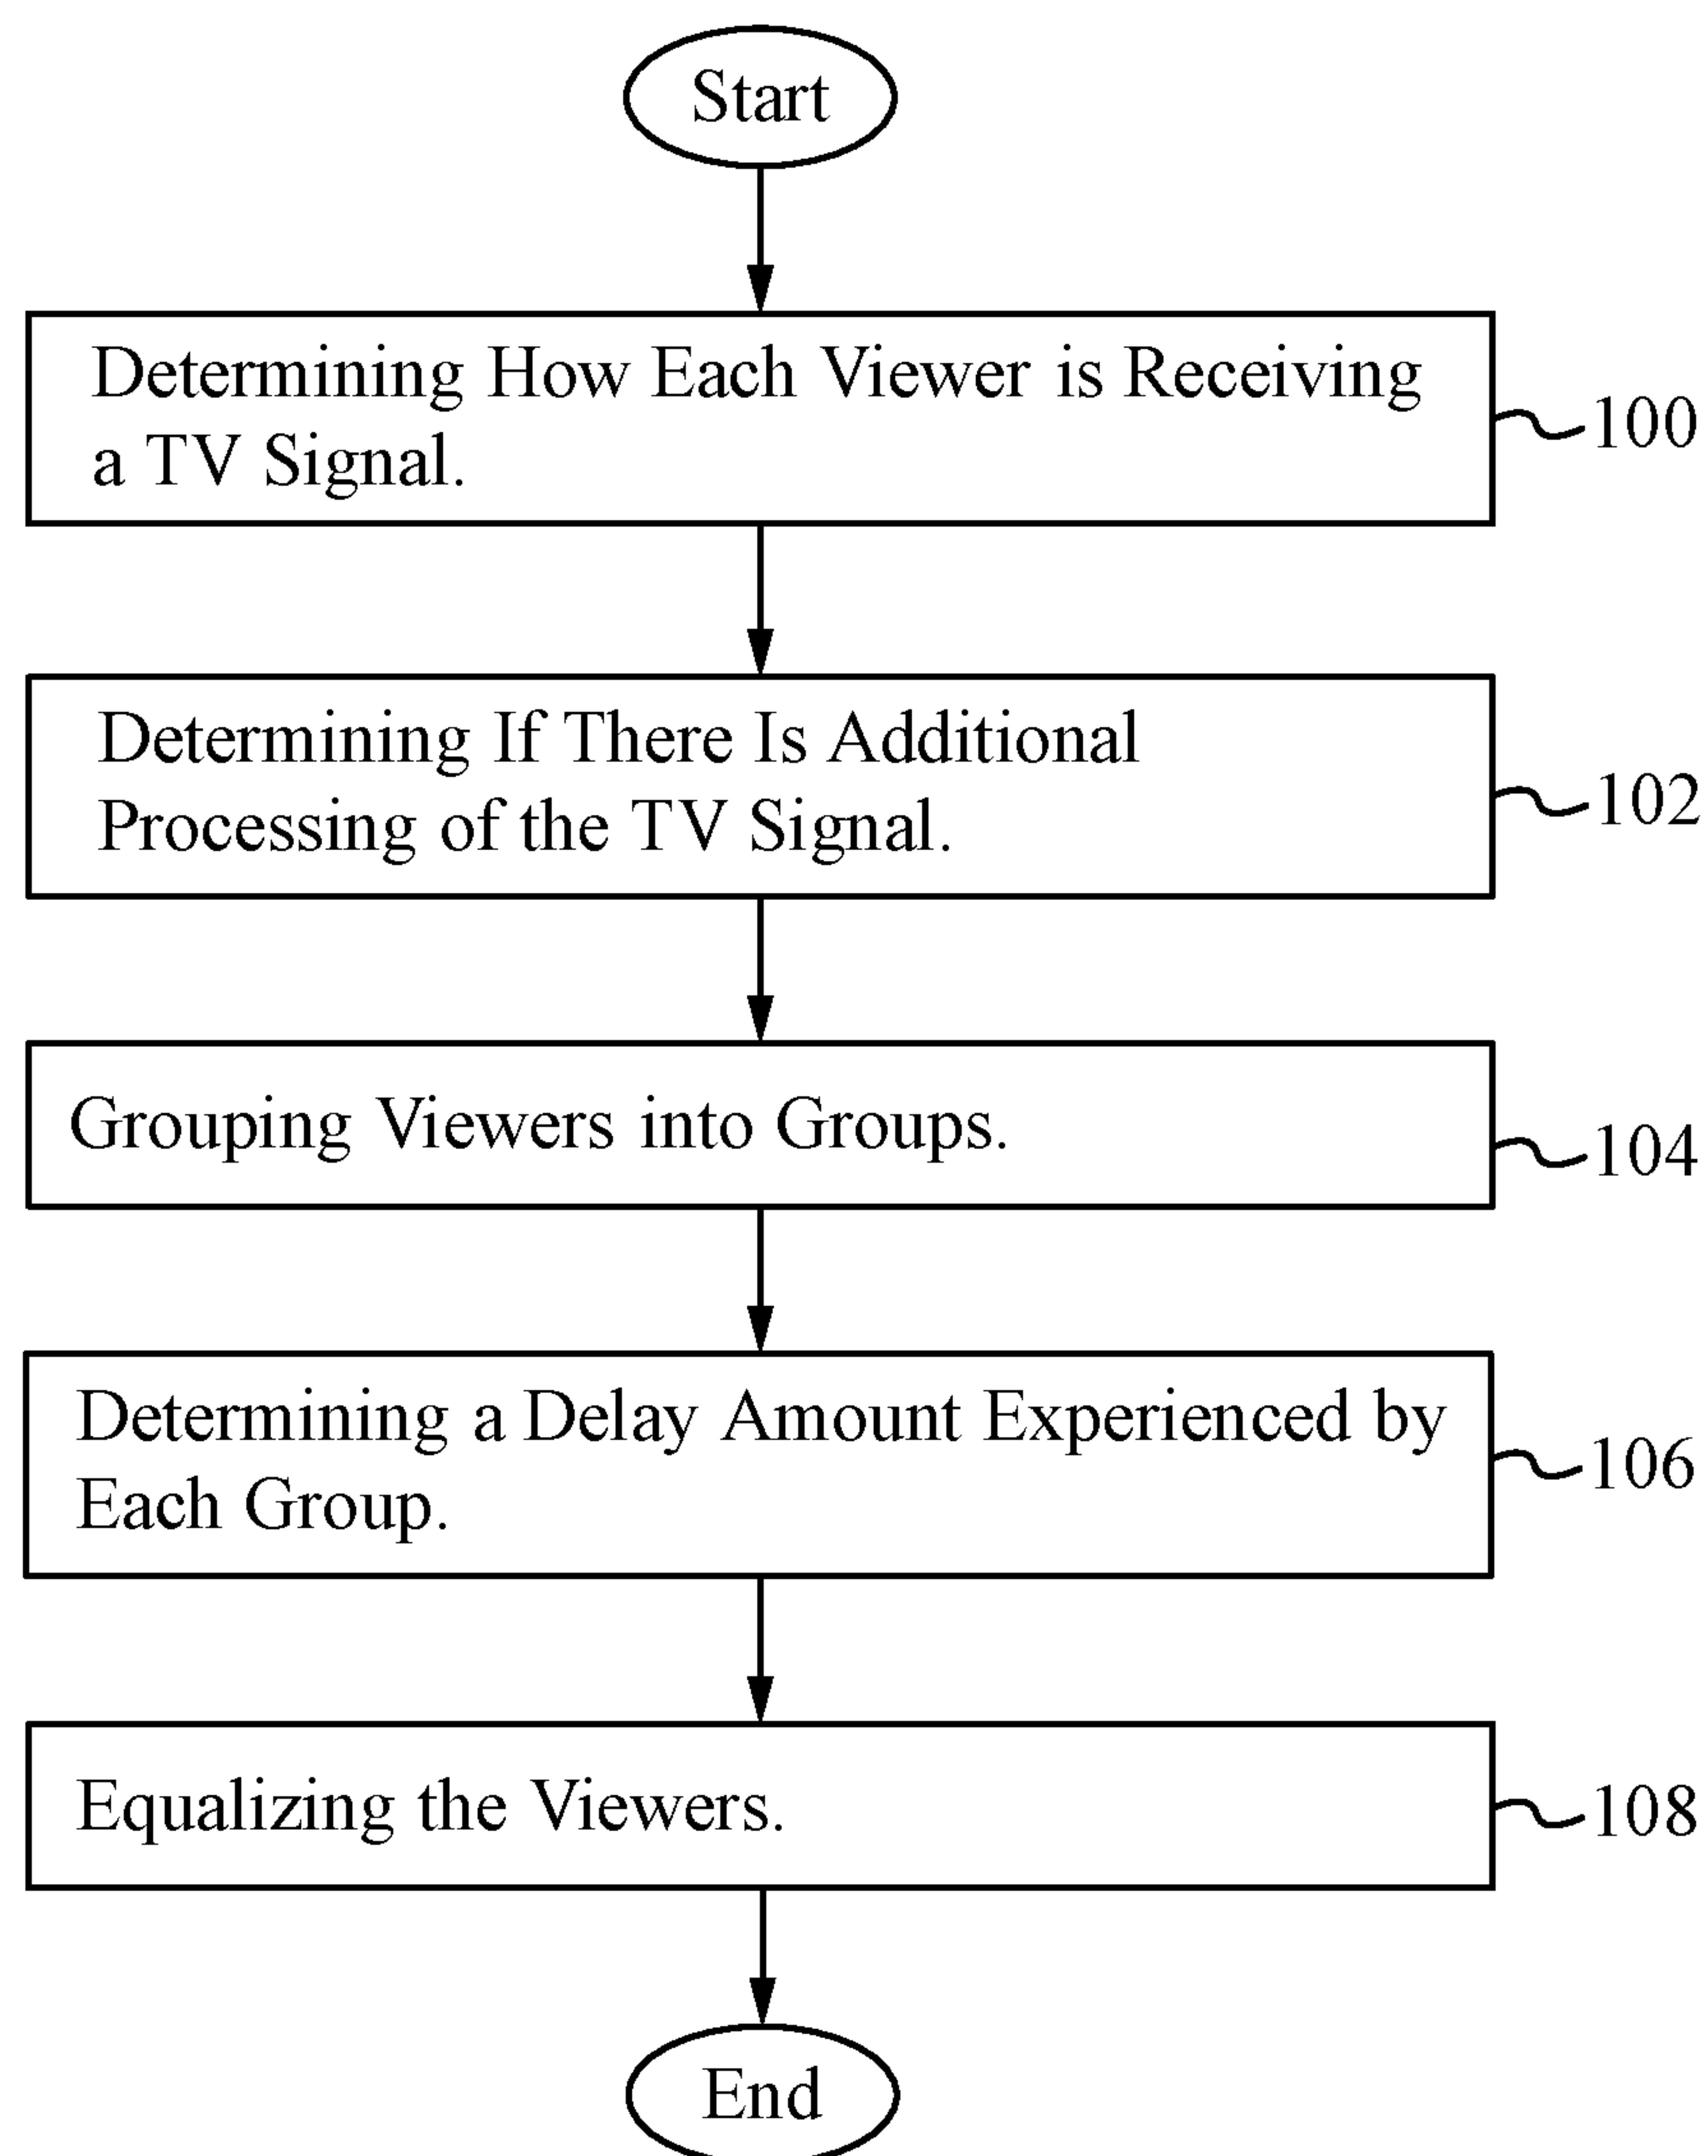 Start
Determining How Each Viewer is Receiving
a TV Signal.
100
Determining If There Is Additional
Processing of the TV Signal.
102
Grouping Viewers into Groups.
104
Determining a Delay Amount Experienced by
Each Group.
106
Equalizing the Viewers.
108
End